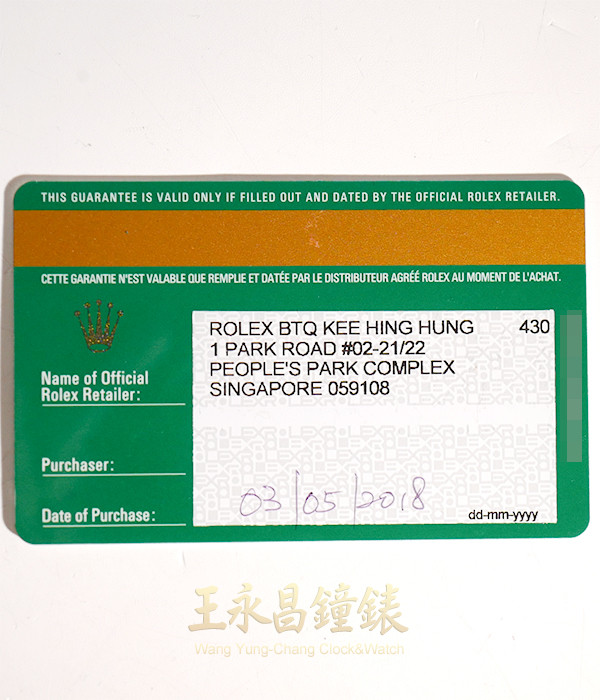 THIS GUARANTEE IS VALID ONLY IF FILLED OUT AND DATED BY THE OFFICIAL ROLEX RETAILER.
CETTE GARANTIE N'EST VALABLE QUE REMPLIE ET DATÉE PAR LE DISTRIBUTEUR AGRÉÉ ROLEX AU MOMENT DE L'ACHAT.
ROLEX BTQ KEE HING HUNG 430
1 PARK ROAD #02-21/22
PEOPLE'S PARK COMPLEX
SINGAPORE 059108
Name of Official
Rolex Retailer:
Purchaser:
Date of Purchase:
03/05/2018
dd-mm-yyyy
王永昌鐘錶
Wang Yung-Chang Clock&Watch